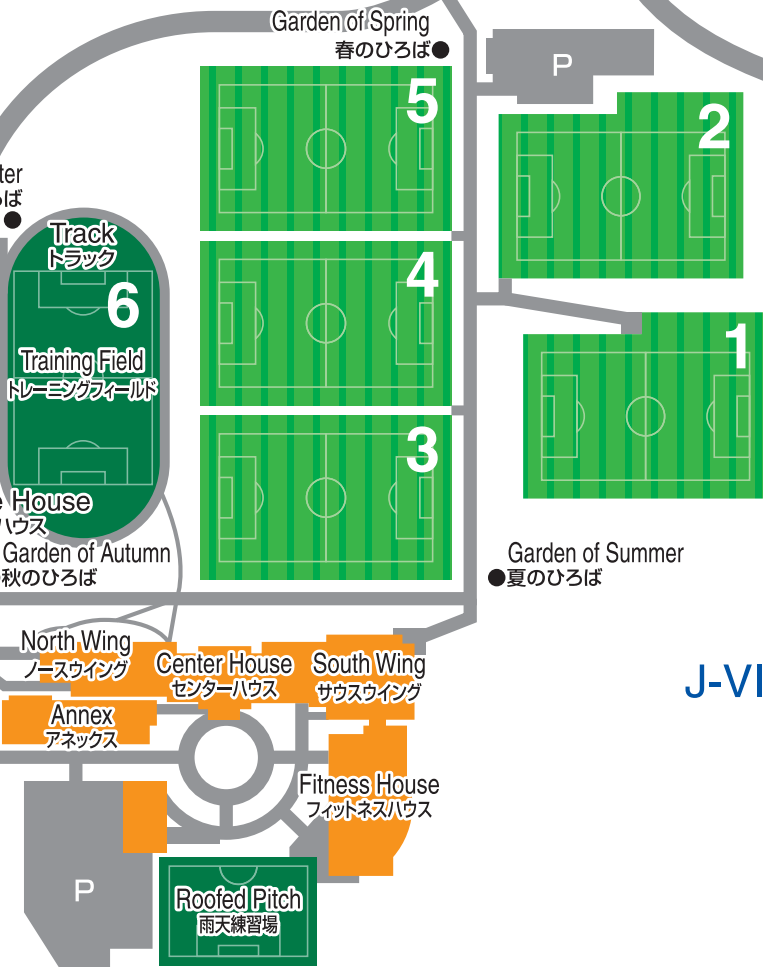 Garden of Spring
春のひろば
P
5
2
ter
ば
Track
トラック
4
6
1
Training Field
トレーニングフィールド
3
House
ハウス
Garden of Autumn
秋のひろば
Garden of Summer
夏のひろば
North Wing
ノースウイング
Center House
センターハウス
South Wing
サウスウイング
J-VI
Annex
アネックス
Fitness House
フィットネスハウス
P
Roofed Pitch
雨天練習場